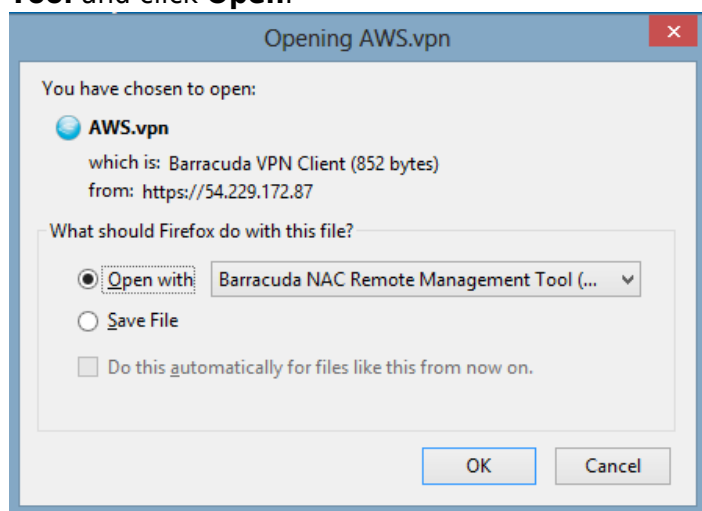 Tool and click Open.
Opening AWS.vpn
You have chosen to open:
AWS.vpn
which is: Barracuda VPN Client (852 bytes)
from: https://54.229.172.87
What should Firefox do with this file?
Open with Barracuda NAC Remote Management Tool (...
Save File
Do this automatically for files like this from now on.
OK Cancel